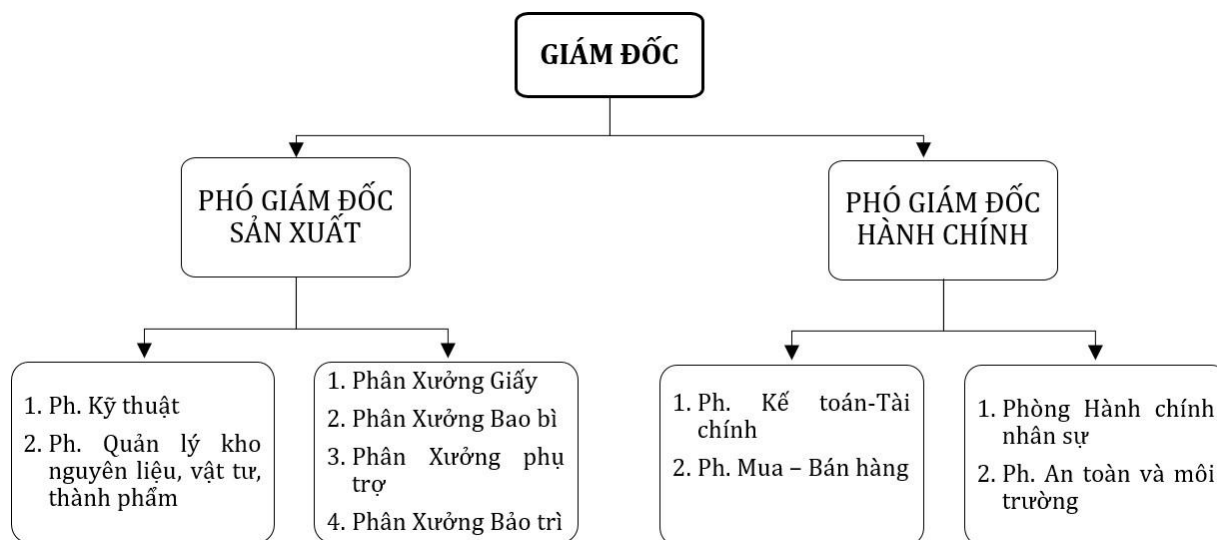 GIÁM ĐỐC
PHÓ GIÁM ĐỐC
SẢN XUẤT
PHÓ GIÁM ĐỐC
HÀNH CHÍNH
1. Ph. Kỹ thuật
2. Ph. Quản lý kho
nguyên liệu, vật tư,
thành phẩm
1. Phân Xưởng Giấy
2. Phân Xưởng Bao bì
3. Phân Xưởng phụ
trợ
4. Phân Xưởng Bảo trì
1. Ph. Kế toán-Tài
chính
2. Ph. Mua – Bán hàng
1. Phòng Hành chính
nhân sự
2. Ph. An toàn và môi
trường